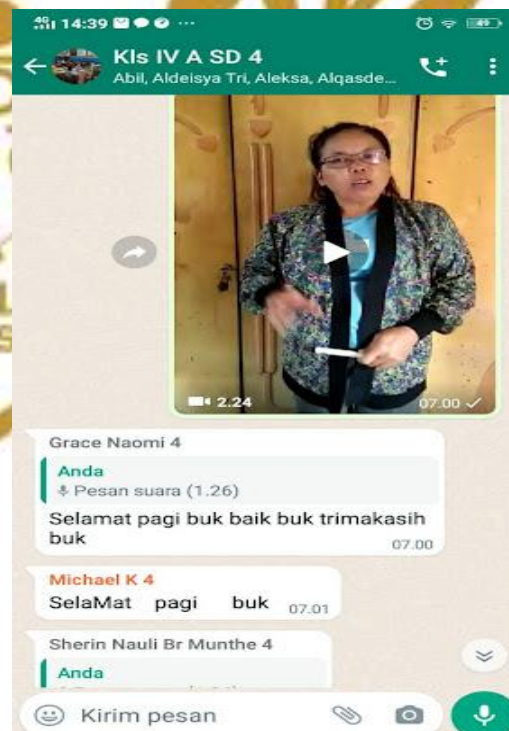 4G 14:39
49
Kls IV A SD 4
Abil, Aldeisya Tri, Aleksa, Alqasde...
2.24
07.00
Grace Naomi 4
Anda
Pesan suara (1.26)
Selamat pagi buk baik buk trimakasih
buk
07.00
Michael K 4
SelaMat pagi buk 07.01
Sherin Nauli Br Munthe 4
Anda
Kirim pesan